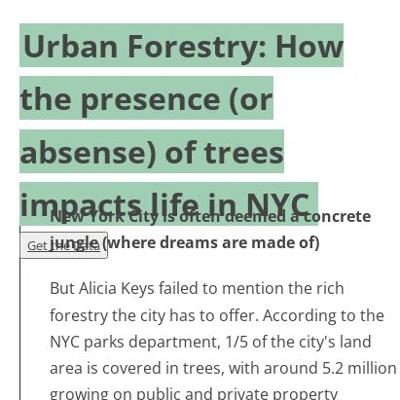 Urban Forestry: How
the presence (or
absense) of trees
impacts life in NYC
New York City is often deemed a concrete
jungle (where dreams are made of)
Get the Data
But Alicia Keys failed to mention the rich
forestry the city has to offer. According to the
NYC parks department, 1/5 of the city's land
area is covered in trees, with around 5.2 million
growing on public and private property